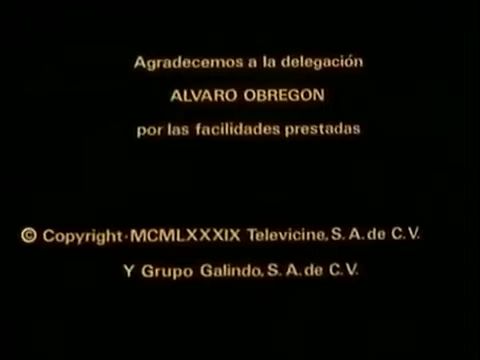 Agradecemos a la delegación
ALVARO OBREGON
por las facilidades prestadas
© Copyright·MCMLXXXIX Televicine, S. A. de C. V.
Y Grupo Galindo, S. A. de C. V.